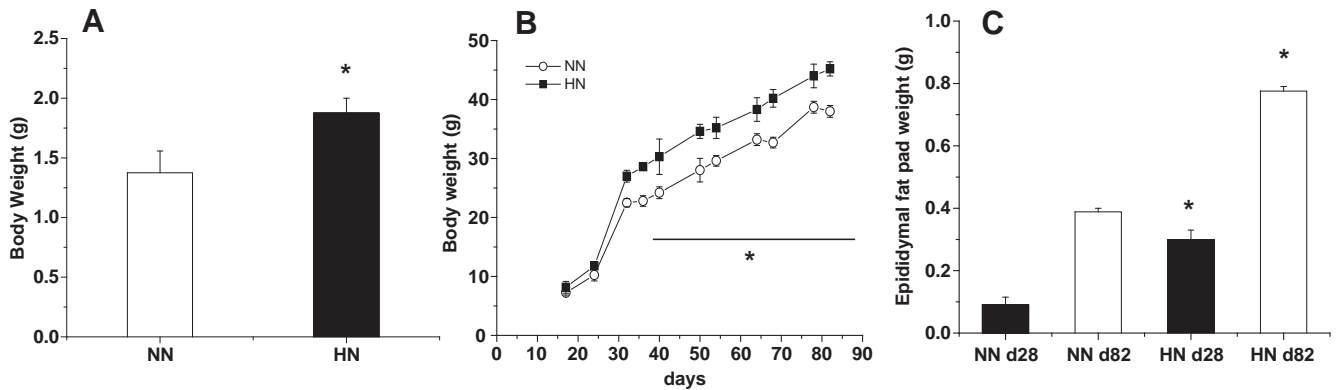 A
Body Weight (g)
2.5
2.0
1.5
1.0
0.5
0.0
*
NN
HN
B
Body weight (g)
50
40
30
20
10
0
NN
HN
*
0 10 20 30 40 50 60 70 80 90
days
C
Epididymal fat pad weight (g)
1.0
0.8
0.6
0.4
0.2
0.0
*
*
NN d28 NN d82 HN d28 HN d82